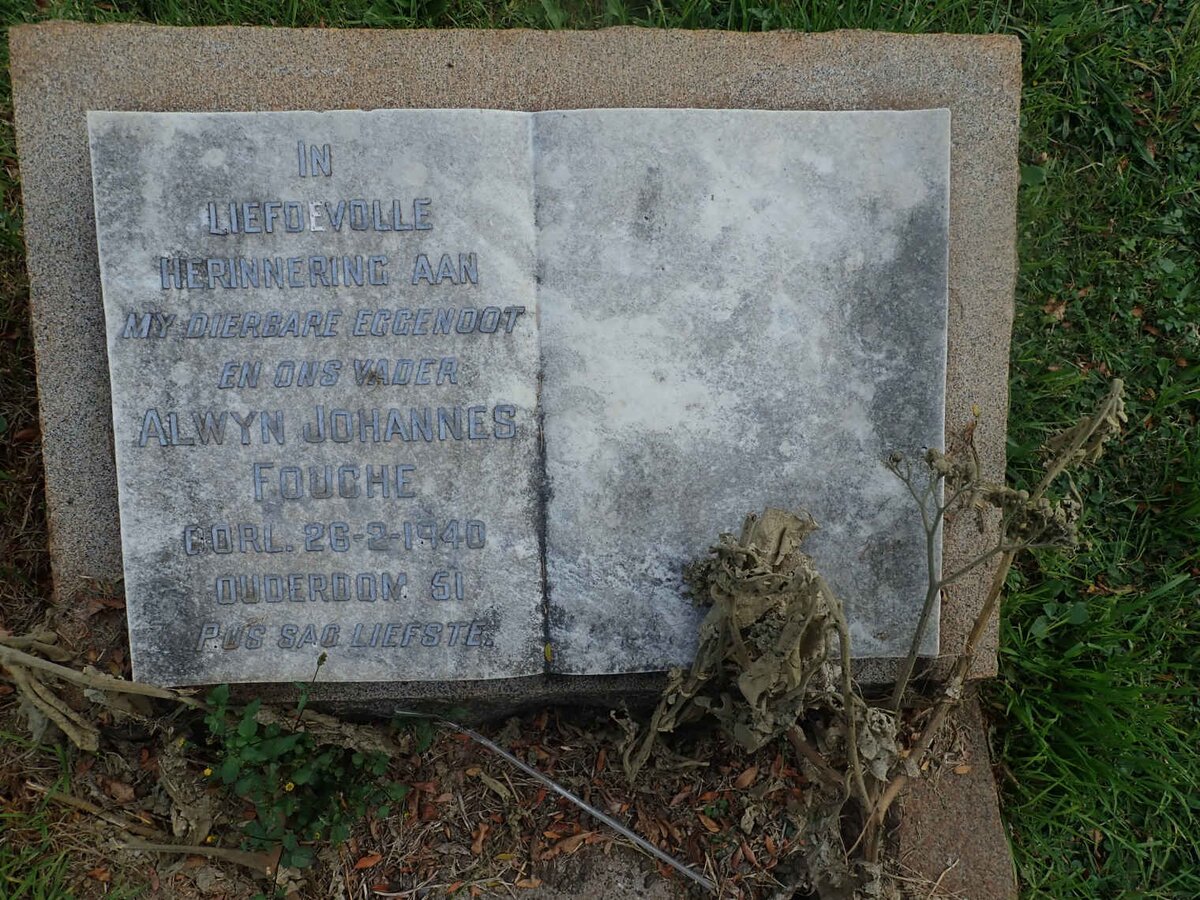 IN
LIEFDEVOLLE
HERINNERING AAN
MY DIERBARE EGGENOOT
EN ONS VADER
ALWYN JOHANNES
FOUCHE
OORL. 26-2-1940
OUDERDOM 51
RUS SAG LIEFSTE.